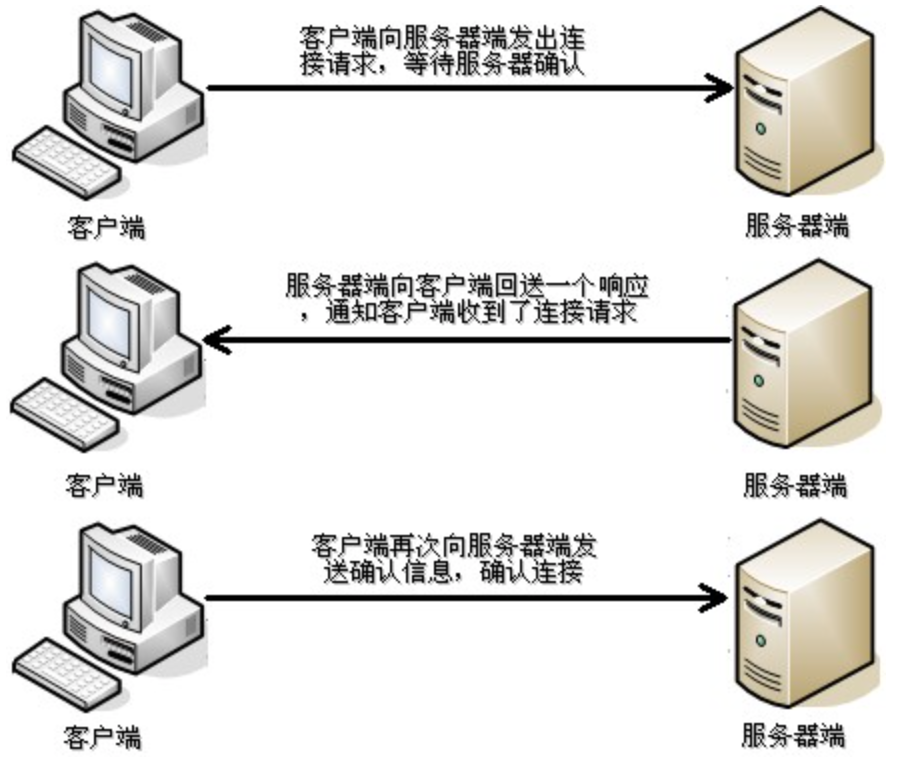 客户端向服务器端发出连
接请求，等待服务器确认
客户端
服务器端
服务器端向客户端回送一个响应
，通知客户端收到了连接请求
客户端
服务器端
客户端再次向服务器端发
送确认信息，确认连接
客户端
服务器端